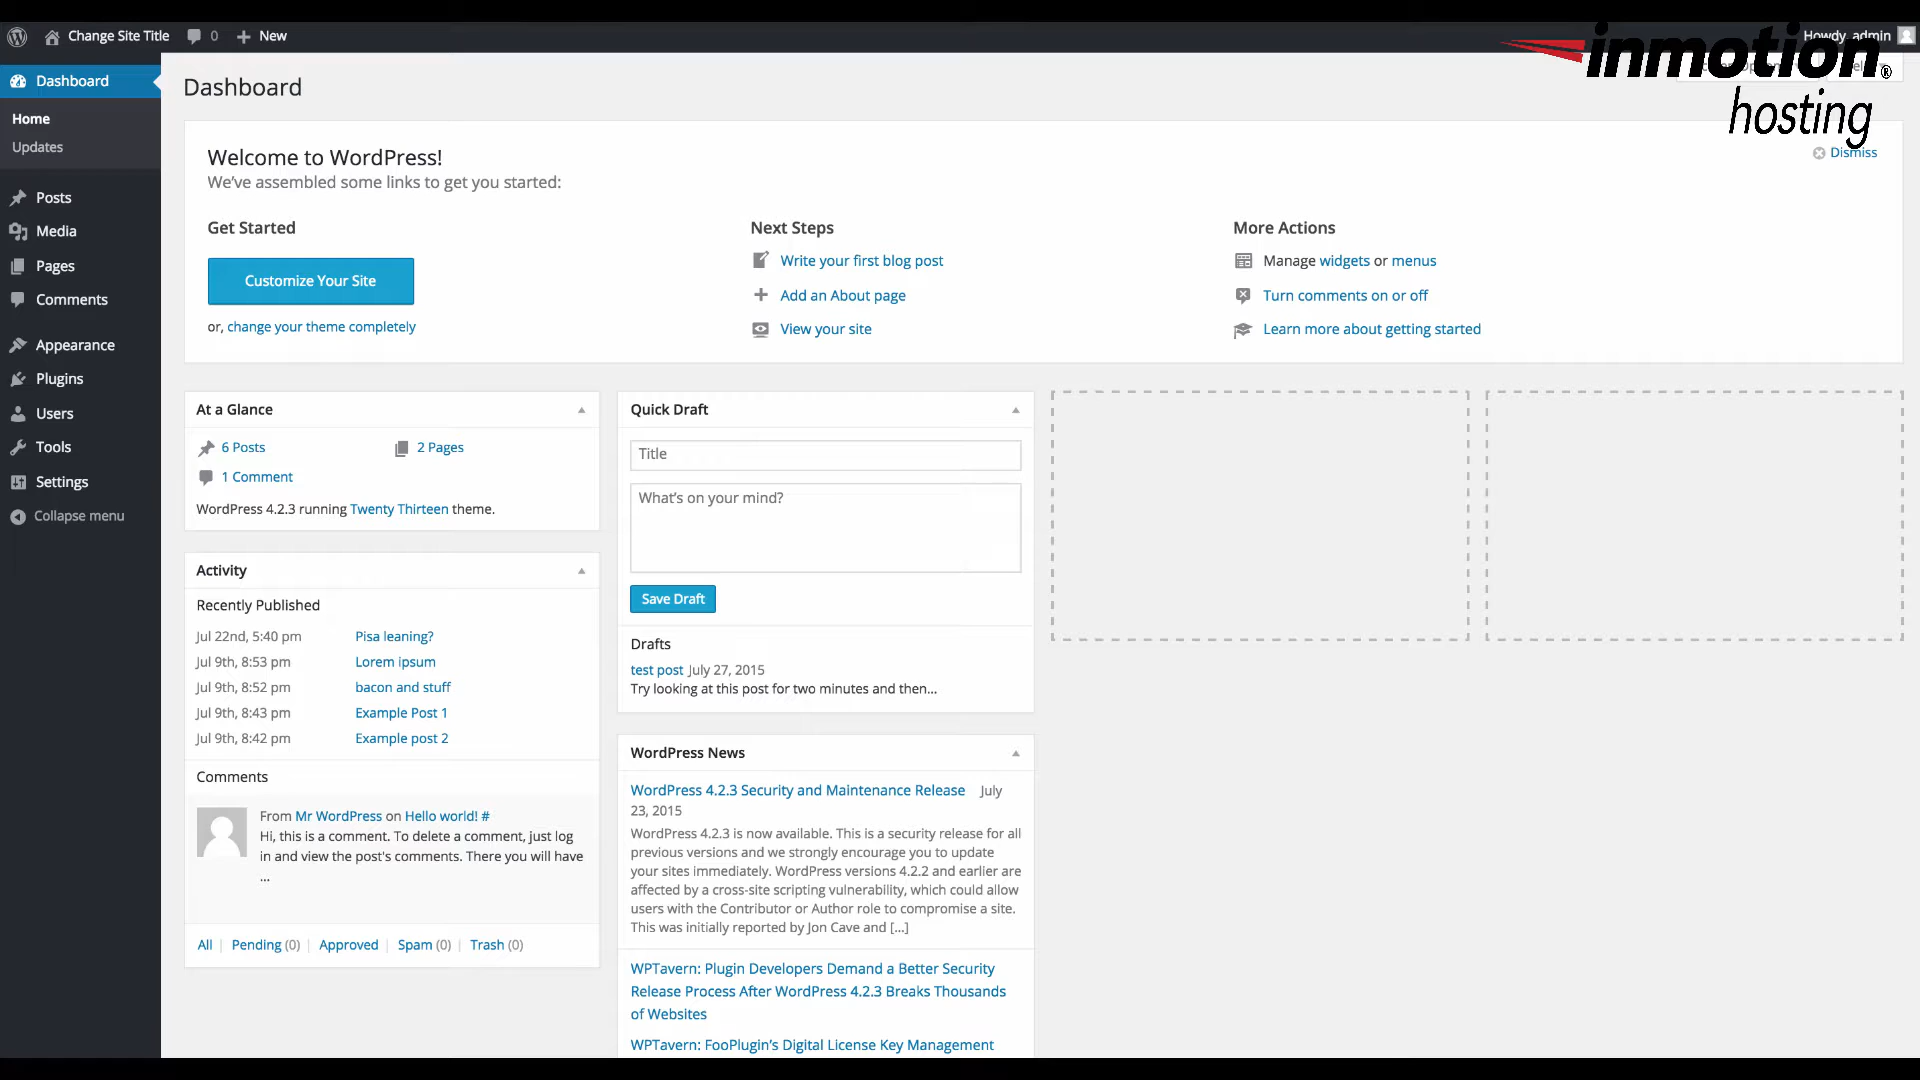 Change Site Title 0 New Howdy, admin
inmotion®
hosting
Dashboard
Home
Updates
Posts
Media
Pages
Comments
Appearance
Plugins
Users
Tools
Settings
Collapse menu
Dashboard
Welcome to WordPress!
We've assembled some links to get you started:
Dismiss
Get Started
Customize Your Site
or, change your theme completely
Next Steps
Write your first blog post
Add an About page
View your site
More Actions
Manage widgets or menus
Turn comments on or off
Learn more about getting started
At a Glance
6 Posts
2 Pages
1 Comment
WordPress 4.2.3 running Twenty Thirteen theme.
Activity
Recently Published
Jul 22nd, 5:40 pm Pisa leaning?
Jul 9th, 8:53 pm Lorem ipsum
Jul 9th, 8:52 pm bacon and stuff
Jul 9th, 8:43 pm Example Post 1
Jul 9th, 8:42 pm Example post 2
Comments
From Mr WordPress on Hello world! #
Hi, this is a comment. To delete a comment, just log
in and view the post's comments. There you will have
...
All | Pending (0) | Approved | Spam (0) | Trash (0)
Quick Draft
Title
What's on your mind?
Save Draft
Drafts
test post July 27, 2015
Try looking at this post for two minutes and then...
WordPress News
WordPress 4.2.3 Security and Maintenance Release July
23, 2015
WordPress 4.2.3 is now available. This is a security release for all
previous versions and we strongly encourage you to update
your sites immediately. WordPress versions 4.2.2 and earlier are
affected by a cross-site scripting vulnerability, which could allow
users with the Contributor or Author role to compromise a site.
This was initially reported by Jon Cave and [...]
WPTavern: Plugin Developers Demand a Better Security
Release Process After WordPress 4.2.3 Breaks Thousands
of Websites
WPTavern: FooPlugin's Digital License Key Management